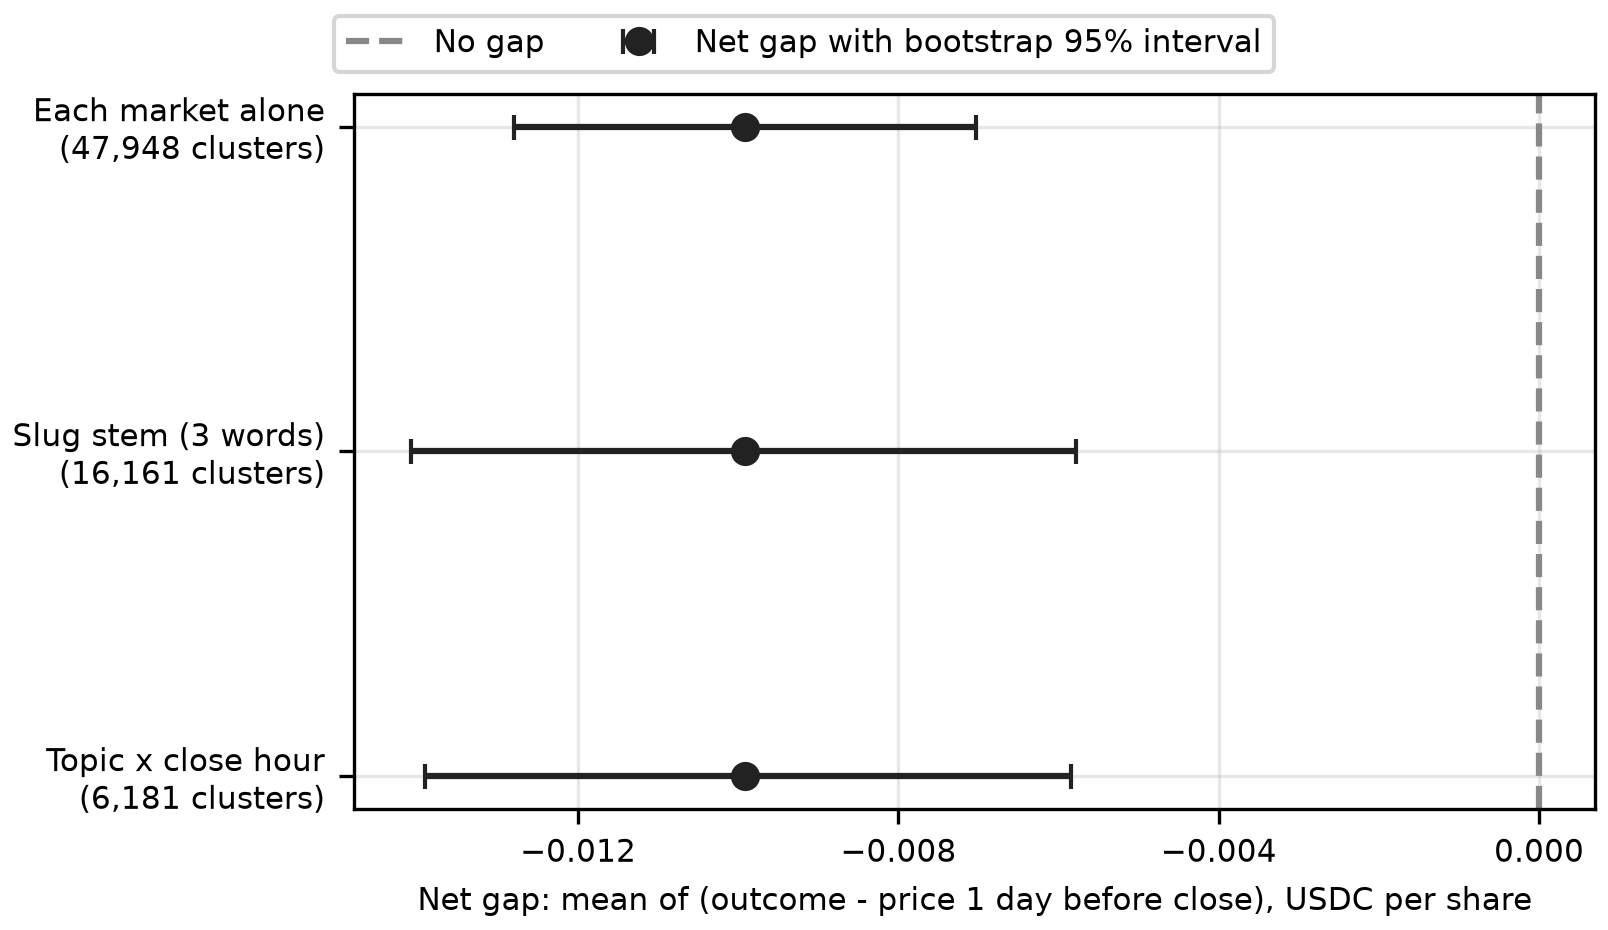 No gap
Net gap with bootstrap 95% interval
Each market alone
(47,948 clusters)
Slug stem (3 words)
(16,161 clusters)
Topic x close hour
(6,181 clusters)
−0.012
−0.008
−0.004
0.000
Net gap: mean of (outcome - price 1 day before close), USDC per share